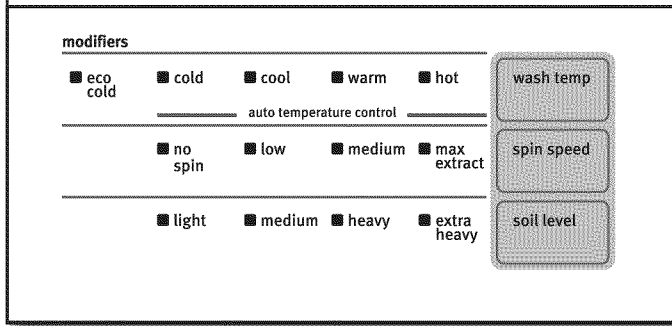 modifiers
eco cold cold cool warm hot wash temp
auto temperature control
no spin low medium max extract spin speed
light medium heavy extra heavy soil level